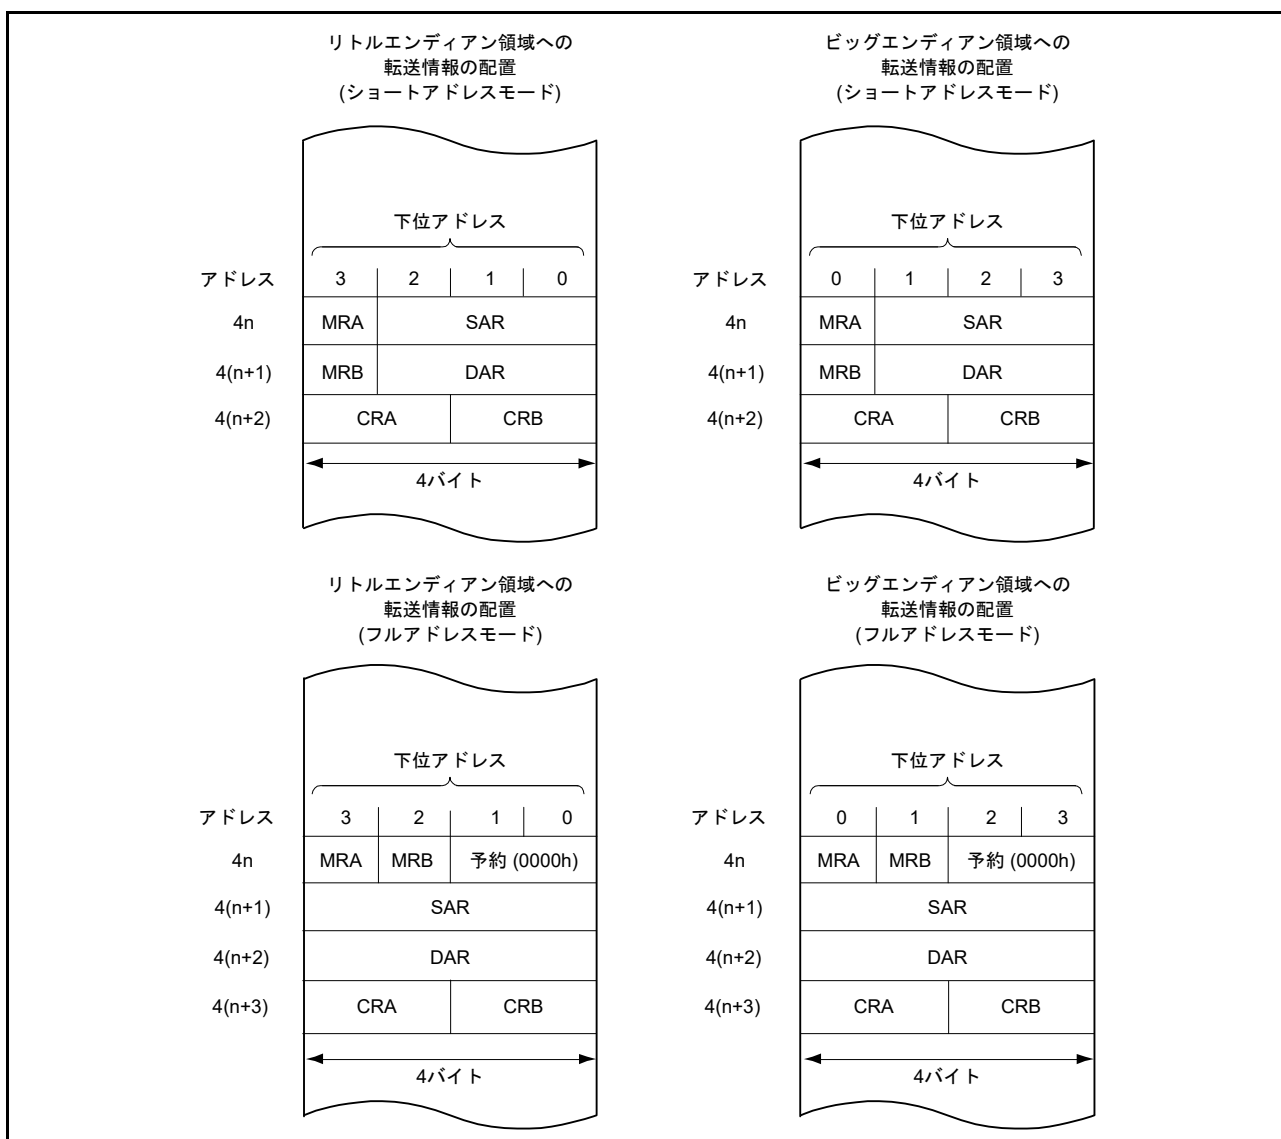 リトルエンディアン領域への
転送情報の配置
(ショートアドレスモード)
下位アドレス
アドレス 3 2 1 0
4n MRA SAR
4(n+1) MRB DAR
4(n+2) CRA CRB
4バイト
ビッグエンディアン領域への
転送情報の配置
(ショートアドレスモード)
下位アドレス
アドレス 0 1 2 3
4n MRA SAR
4(n+1) MRB DAR
4(n+2) CRA CRB
4バイト
リトルエンディアン領域への
転送情報の配置
(フルアドレスモード)
下位アドレス
アドレス 3 2 1 0
4n MRA MRB 予約 (0000h)
4(n+1) SAR
4(n+2) DAR
4(n+3) CRA CRB
4バイト
ビッグエンディアン領域への
転送情報の配置
(フルアドレスモード)
下位アドレス
アドレス 0 1 2 3
4n MRA MRB 予約 (0000h)
4(n+1) SAR
4(n+2) DAR
4(n+3) CRA CRB
4バイト